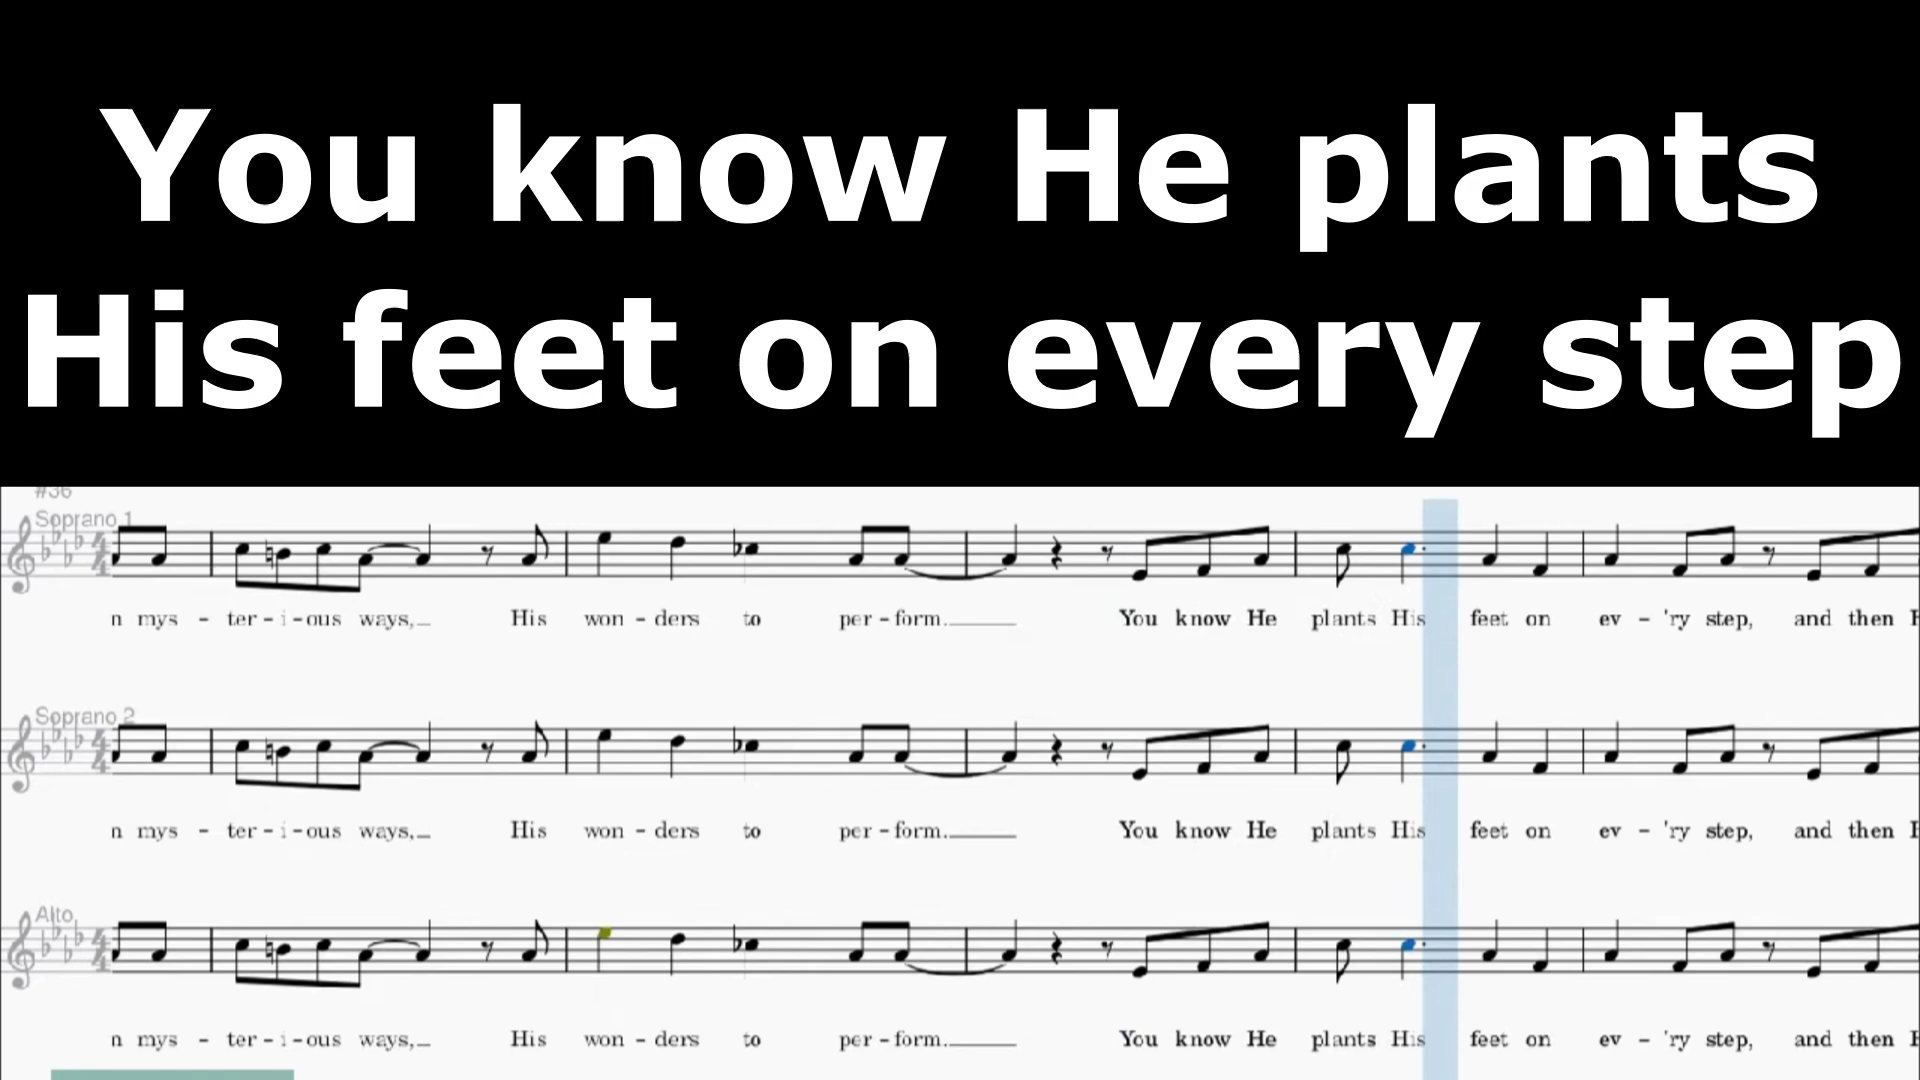 You know He plants
His feet on every step
#36
Soprano 1
n mys - ter - i - ous ways, His won - ders to per - form. You know He plants His feet on ev - 'ry step, and then
Soprano 2
n mys - ter - i - ous ways, His won - ders to per - form. You know He plants His feet on ev - 'ry step, and then
Alto
n mys - ter - i - ous ways, His won - ders to per - form. You know He plants His feet on ev - 'ry step, and then